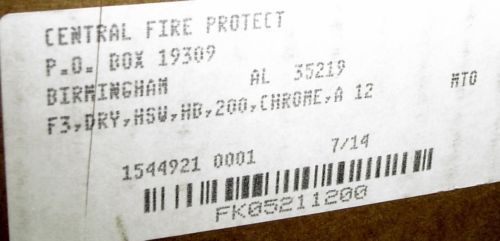 CENTRAL FIRE PROTECT
P.O. BOX 19309
BIRMINGHAM AL 35219
F3,DRY,HSW,HB,200,CHROME,A 12 MTO
1544921 0001 7/14
FK05211200